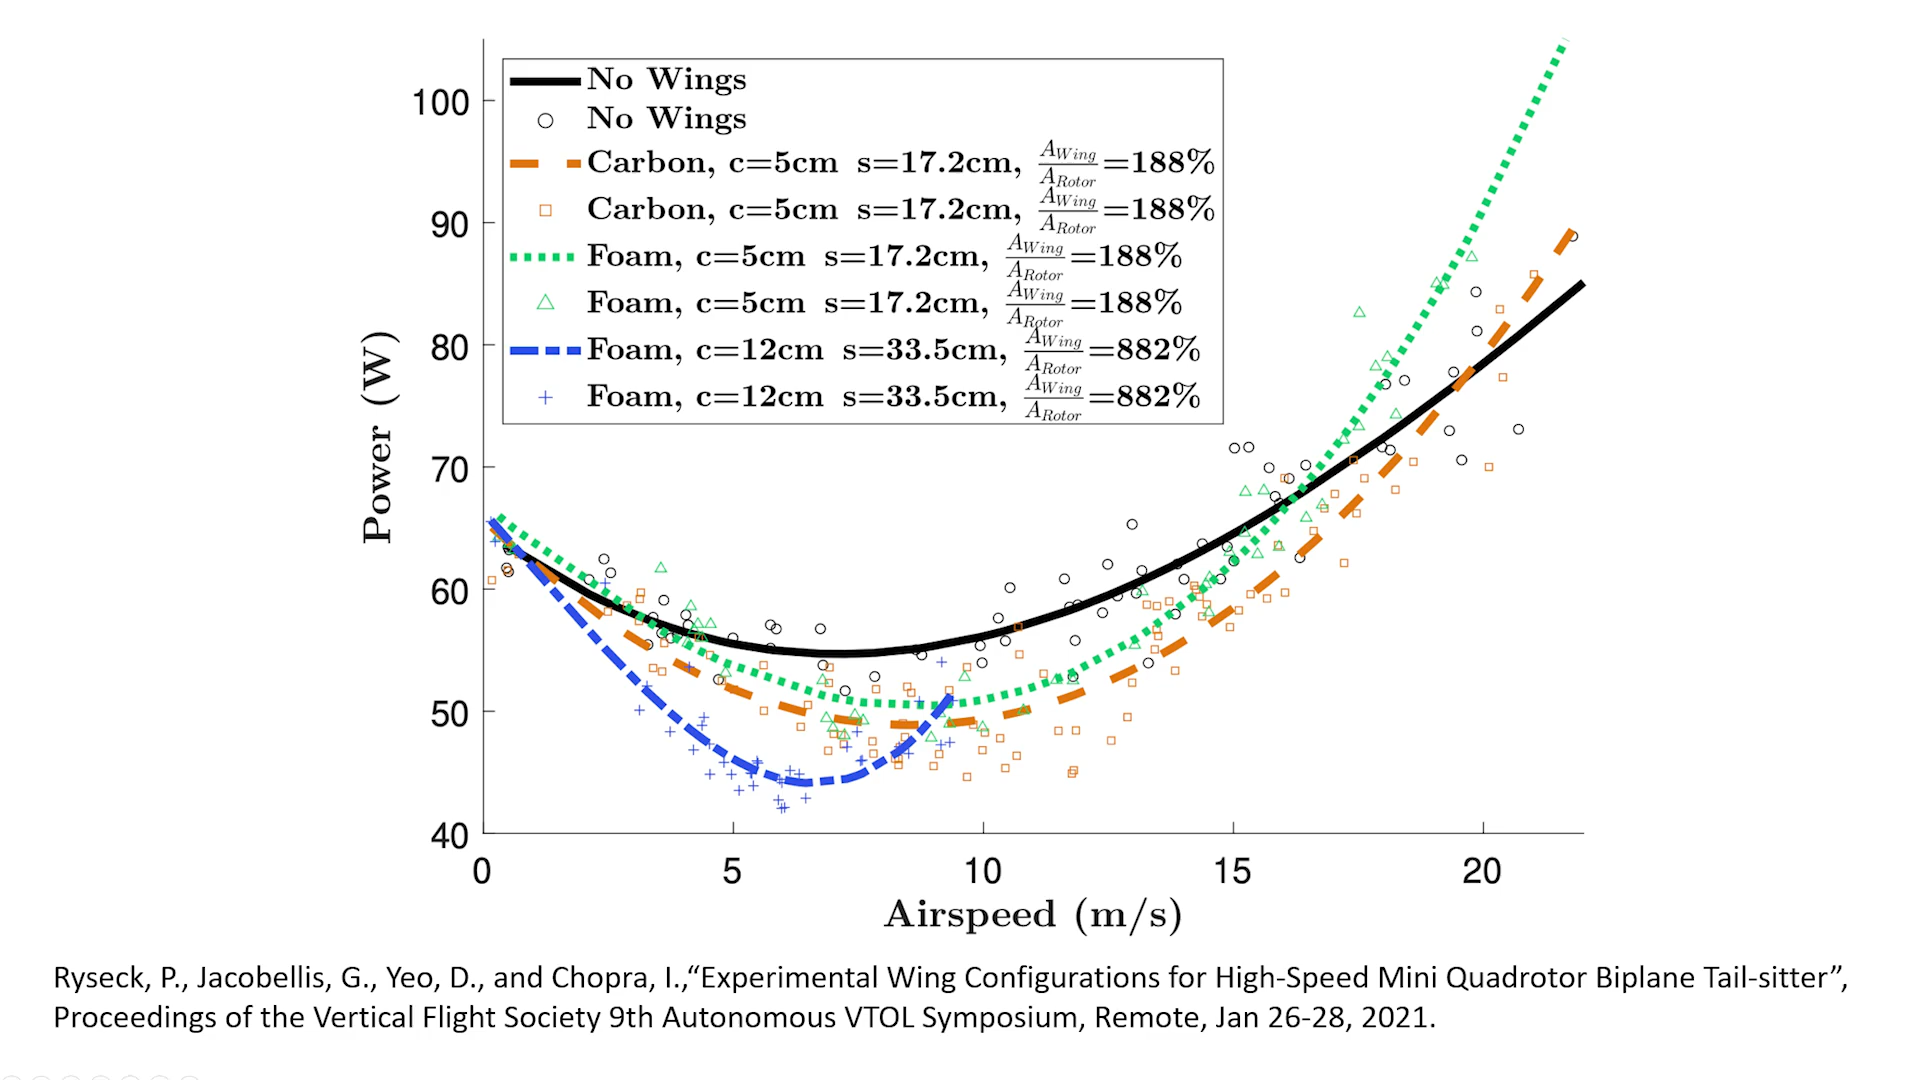 No Wings
No Wings
Carbon, c=5cm s=17.2cm, A_Wing/A_Rotor=188%
Carbon, c=5cm s=17.2cm, A_Wing/A_Rotor=188%
Foam, c=5cm s=17.2cm, A_Wing/A_Rotor=188%
Foam, c=5cm s=17.2cm, A_Wing/A_Rotor=188%
Foam, c=12cm s=33.5cm, A_Wing/A_Rotor=882%
Foam, c=12cm s=33.5cm, A_Wing/A_Rotor=882%
100
90
80
70
60
50
40
Power (W)
0 5 10 15 20
Airspeed (m/s)
Ryseck, P., Jacobellis, G., Yeo, D., and Chopra, I.,“Experimental Wing Configurations for High-Speed Mini Quadrotor Biplane Tail-sitter”,
Proceedings of the Vertical Flight Society 9th Autonomous VTOL Symposium, Remote, Jan 26-28, 2021.